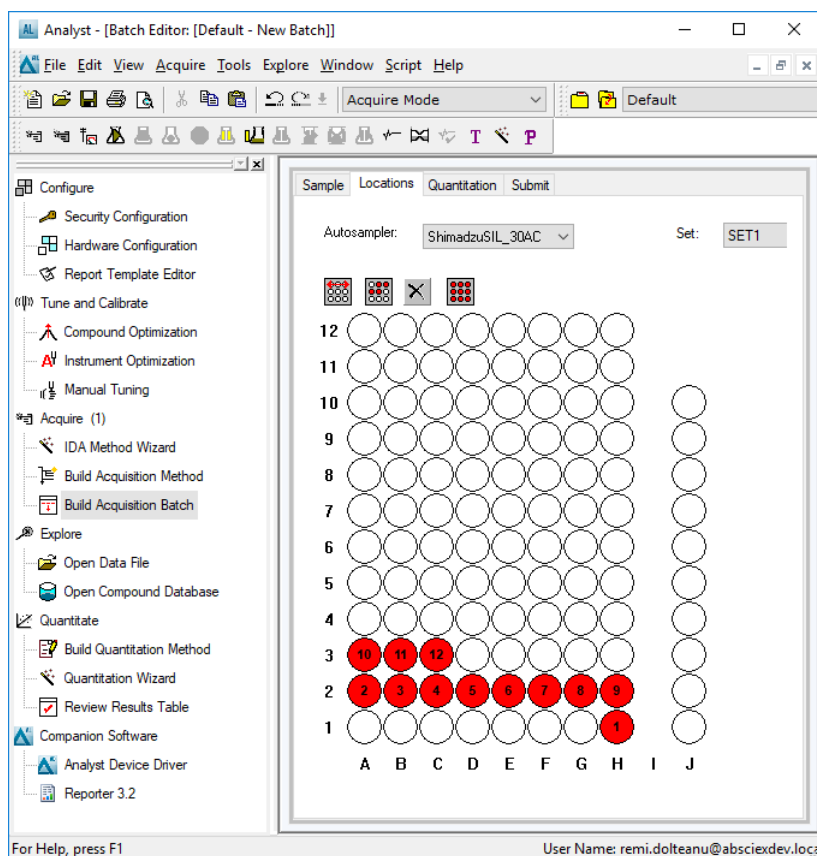 Analyst - [Batch Editor: [Default - New Batch]]
File Edit View Acquire Tools Explore Window Script Help
Acquire Mode Default
T P
Configure
Security Configuration
Hardware Configuration
Report Template Editor
Tune and Calibrate
Compound Optimization
Instrument Optimization
Manual Tuning
Acquire (1)
IDA Method Wizard
Build Acquisition Method
Build Acquisition Batch
Explore
Open Data File
Open Compound Database
Quantitate
Build Quantitation Method
Quantitation Wizard
Review Results Table
Companion Software
Analyst Device Driver
Reporter 3.2
Sample Locations Quantitation Submit
Autosampler: ShimadzuSIL_30AC Set: SET1
12
11
10
9
8
7
6
5
4
3 10 11 12
2 2 3 4 5 6 7 8 9
1 1
A B C D E F G H I J
For Help, press F1 User Name: remi.dolteanu@absciexdev.loca